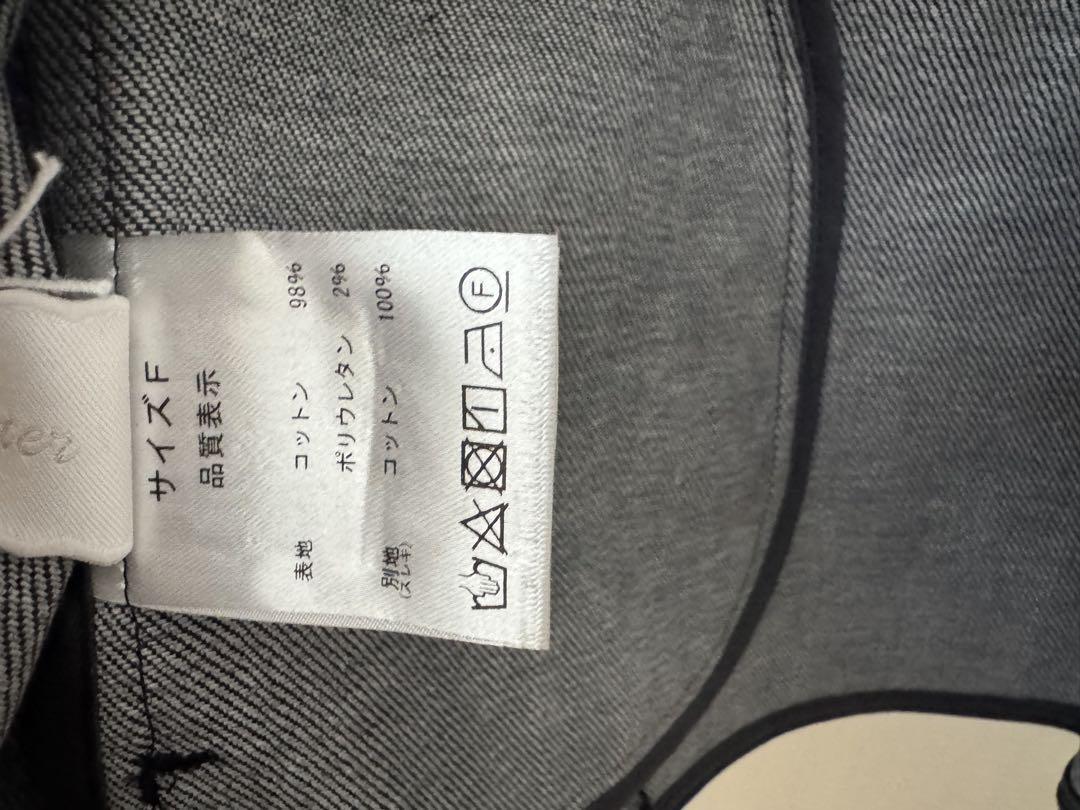 サイズ F
品質表示
表地 コットン 98%
ポリウレタン 2%
別地 コットン 100%
(スレキ)
F